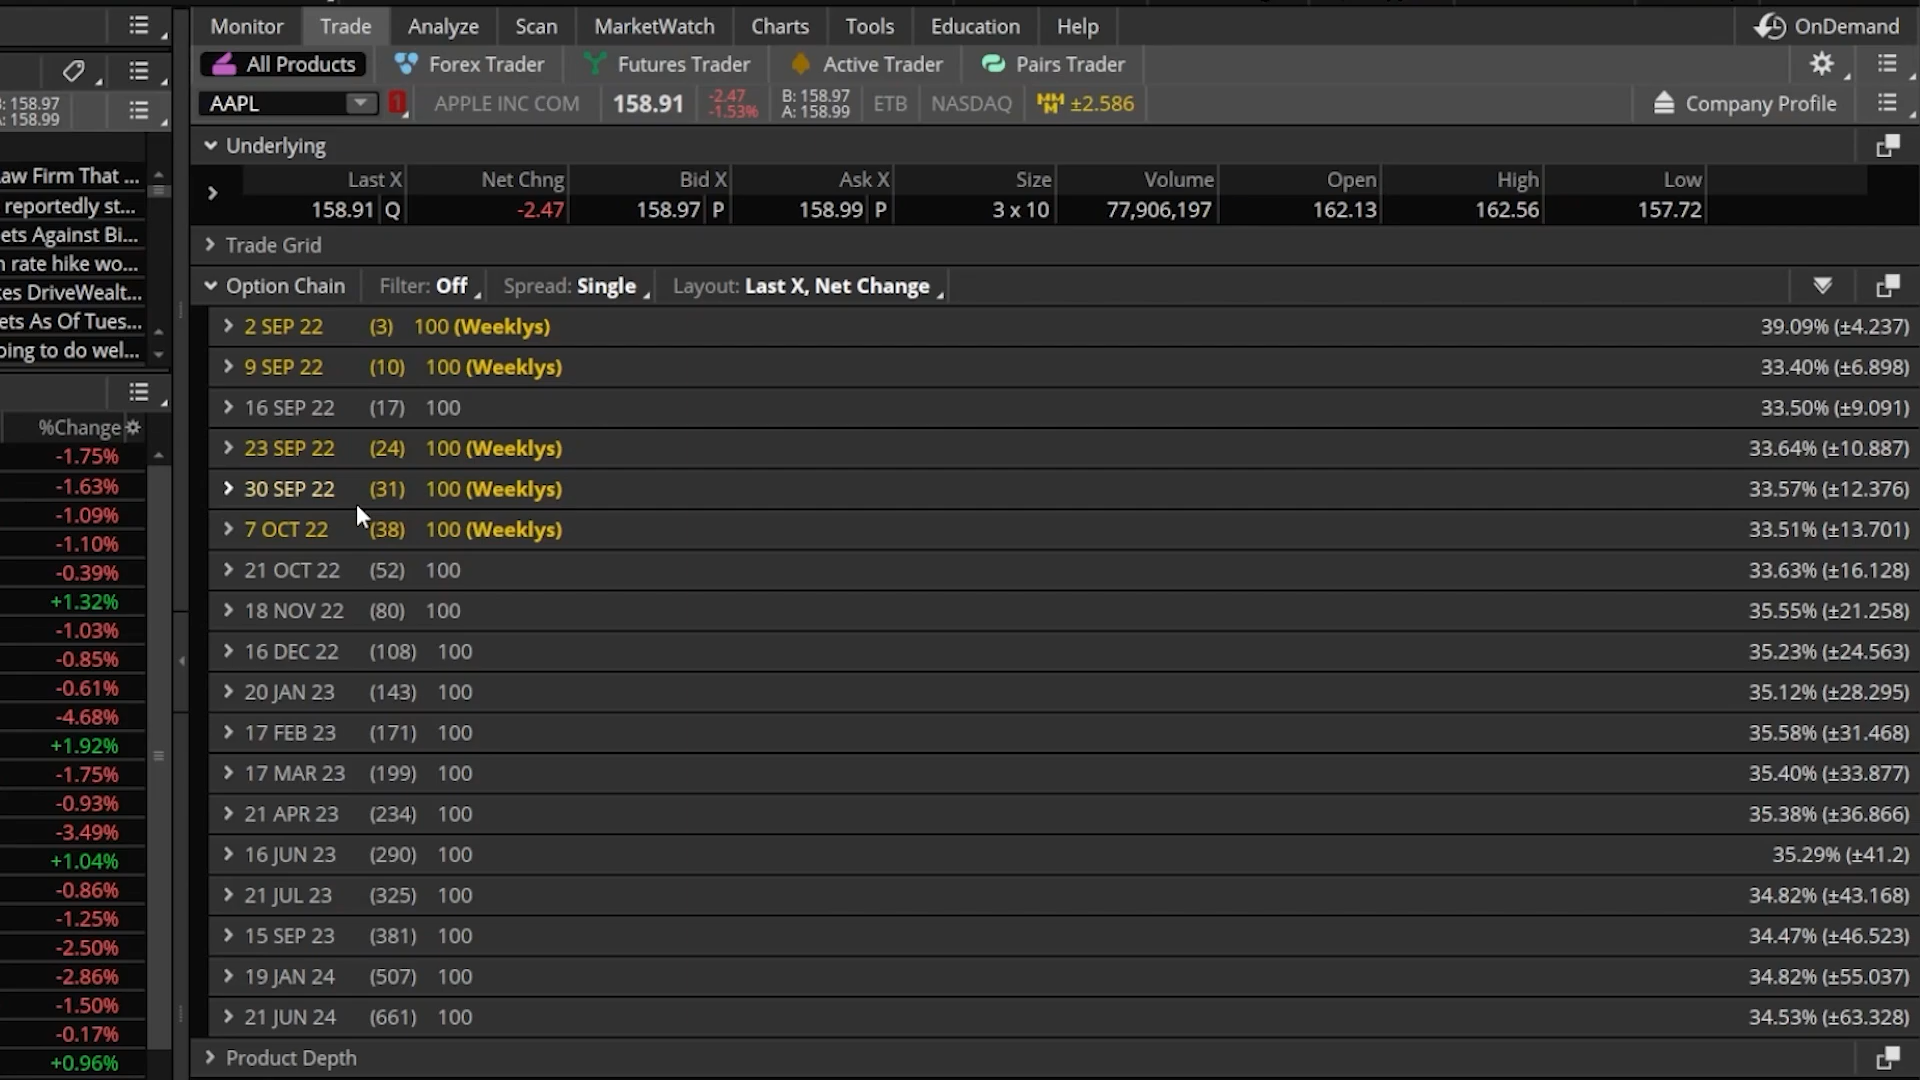 Monitor Trade Analyze Scan MarketWatch Charts Tools Education Help OnDemand
All Products Forex Trader Futures Trader Active Trader Pairs Trader
B: 158.97
A: 158.99
AAPL 1 APPLE INC COM 158.91 -2.47 -1.53% B: 158.97 A: 158.99 ETB NASDAQ ±2.586 Company Profile
Underlying
Last X Net Chng Bid X Ask X Size Volume Open High Low
158.91 Q -2.47 158.97 P 158.99 P 3 x 10 77,906,197 162.13 162.56 157.72
Trade Grid
Option Chain Filter: Off Spread: Single Layout: Last X, Net Change
2 SEP 22 (3) 100 (Weeklys) 39.09% (±4.237)
9 SEP 22 (10) 100 (Weeklys) 33.40% (±6.898)
16 SEP 22 (17) 100 33.50% (±9.091)
23 SEP 22 (24) 100 (Weeklys) 33.64% (±10.887)
30 SEP 22 (31) 100 (Weeklys) 33.57% (±12.376)
7 OCT 22 (38) 100 (Weeklys) 33.51% (±13.701)
21 OCT 22 (52) 100 33.63% (±16.128)
18 NOV 22 (80) 100 35.55% (±21.258)
16 DEC 22 (108) 100 35.23% (±24.563)
20 JAN 23 (143) 100 35.12% (±28.295)
17 FEB 23 (171) 100 35.58% (±31.468)
17 MAR 23 (199) 100 35.40% (±33.877)
21 APR 23 (234) 100 35.38% (±36.866)
16 JUN 23 (290) 100 35.29% (±41.2)
21 JUL 23 (325) 100 34.82% (±43.168)
15 SEP 23 (381) 100 34.47% (±46.523)
19 JAN 24 (507) 100 34.82% (±55.037)
21 JUN 24 (661) 100 34.53% (±63.328)
Product Depth
aw Firm That ...
reportedly st...
ets Against Bi...
n rate hike wo...
kes DriveWealt...
ets As Of Tues...
oing to do wel...
%Change
-1.75%
-1.63%
-1.09%
-1.10%
-0.39%
+1.32%
-1.03%
-0.85%
-0.61%
-4.68%
+1.92%
-1.75%
-0.93%
-3.49%
+1.04%
-0.86%
-1.25%
-2.50%
-2.86%
-1.50%
-0.17%
+0.96%